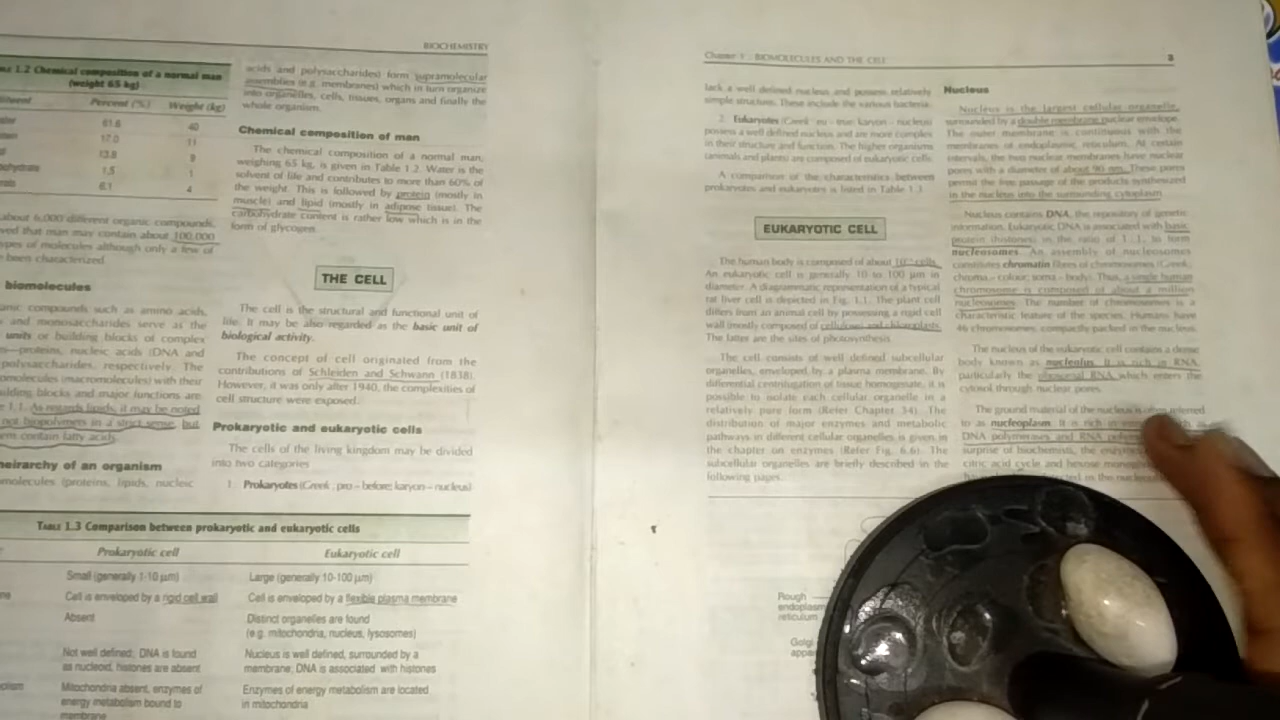 BIOCHEMISTRY
1.2 Chemical composition of a normal man
(weight 65 kg)
Percent (%) Weight (kg)
61.6 40
17.0 11
13.8 9
1.5 1
6.1 4
about 6,000 different organic compounds,
that man may contain about 100,000
types of molecules although only a few of
been characterized.
biomolecules
compounds such as amino acids,
and monosaccharides serve as the
units or building blocks of complex
proteins, nucleic acids (DNA and
polysaccharides, respectively. The
(macromolecules) with their
building blocks and major functions are
1.1. As regards lipids, it may be noted
not biopolymers in a strict sense, but
contain fatty acids.
of an organism
(proteins, lipids, nucleic
acids and polysaccharides) form supramolecular
assemblies (e.g. membranes) which in turn organize
into organelles, cells, tissues, organs and finally the
whole organism.
Chemical composition of man
The chemical composition of a normal man,
weighing 65 kg, is given in Table 1.2. Water is the
solvent of life and contributes to more than 60% of
the weight. This is followed by protein (mostly in
muscle) and lipid (mostly in adipose tissue). The
carbohydrate content is rather low which is in the
form of glycogen.
THE CELL
The cell is the structural and functional unit of
life. It may be also regarded as the basic unit of
biological activity.
The concept of cell originated from the
contributions of Schleiden and Schwann (1838).
However, it was only after 1940, the complexities of
cell structure were exposed.
Prokaryotic and eukaryotic cells
The cells of the living kingdom may be divided
into two categories
1. Prokaryotes (Greek : pro – before; karyon – nucleus)
TABLE 1.3 Comparison between prokaryotic and eukaryotic cells
Prokaryotic cell Eukaryotic cell
Small (generally 1-10 μm) Large (generally 10-100 μm)
Cell is enveloped by a rigid cell wall Cell is enveloped by a flexible plasma membrane
Absent Distinct organelles are found
(e.g. mitochondria, nucleus, lysosomes)
Not well defined; DNA is found Nucleus is well defined, surrounded by a
as nucleoid, histones are absent membrane; DNA is associated with histones
Mitochondria absent, enzymes of Enzymes of energy metabolism are located
energy metabolism bound to in mitochondria
membrane
Chapter 1 : BIOMOLECULES AND THE CELL 3
lack a well defined nucleus and possess relatively
simple structure. These include the various bacteria.
2. Eukaryotes (Greek : eu – true; karyon – nucleus)
possess a well defined nucleus and are more complex
in their structure and function. The higher organisms
(animals and plants) are composed of eukaryotic cells.
A comparison of the characteristics between
prokaryotes and eukaryotes is listed in Table 1.3.
EUKARYOTIC CELL
The human body is composed of about cells.
An eukaryotic cell is generally 10 to 100 μm in
diameter. A diagrammatic representation of a typical
rat liver cell is depicted in Fig. 1.1. The plant cell
differs from an animal cell by possessing a rigid cell
wall (mostly composed of cellulose) and chloroplasts.
The latter are the sites of photosynthesis.
The cell consists of well defined subcellular
organelles, enveloped by a plasma membrane. By
differential centrifugation of tissue homogenate, it is
possible to isolate each cellular organelle in a
relatively pure form (Refer Chapter 34). The
distribution of major enzymes and metabolic
pathways in different cellular organelles is given in
the chapter on enzymes (Refer Fig. 6.6). The
subcellular organelles are briefly described in the
following pages.
Nucleus
Nucleus is the largest cellular organelle,
surrounded by a double membrane nuclear envelope.
The outer membrane is continuous with the
membranes of endoplasmic reticulum. At certain
intervals, the two nuclear membranes have nuclear
pores with a diameter of about 90 nm. These pores
permit the free passage of the products synthesized
in the nucleus into the surrounding cytoplasm.
Nucleus contains DNA, the repository of genetic
information. Eukaryotic DNA is associated with basic
protein (histones) in the ratio of 1 : 1, to form
nucleosomes. An assembly of nucleosomes
constitutes chromatin fibres of chromosomes (Greek:
chroma – colour; soma – body). Thus, a single human
chromosome is composed of about a million
nucleosomes. The number of chromosomes is a
characteristic feature of the species. Humans have
46 chromosomes, compactly packed in the nucleus.
The nucleus of the eukaryotic cell contains a dense
body known as nucleolus. It is rich in RNA,
particularly the ribosomal RNA which enters the
cytosol through nuclear pores.
The ground material of the nucleus is often referred
to as nucleoplasm. It is rich in as
DNA polymerases and RNA
surprise of biochemists, the enzymes
citric acid cycle and hexose
in the
Rough
endoplasm
reticulum
Golgi